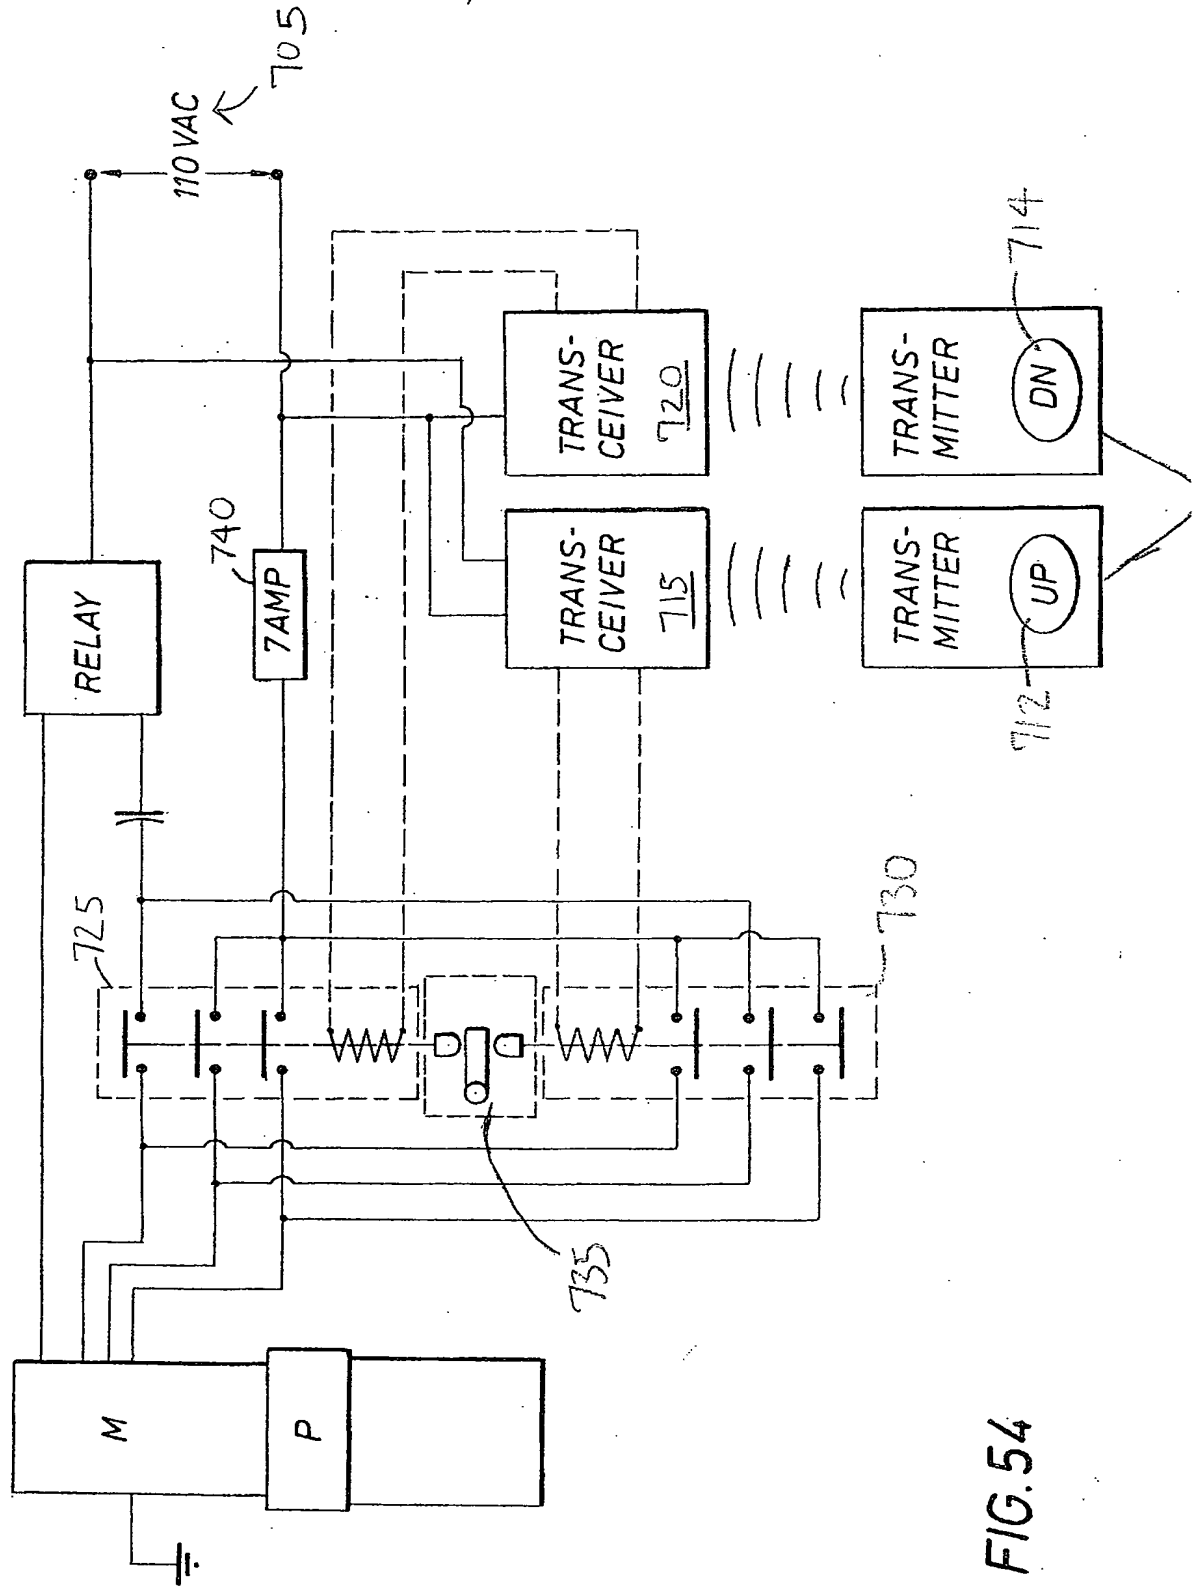 705
110 VAC
RELAY
740
7AMP
725
TRANS-
CEIVER
715
TRANS-
CEIVER
720
730
735
M
P
TRANS-
MITTER
UP
712
TRANS-
MITTER
DN
714
FIG.54